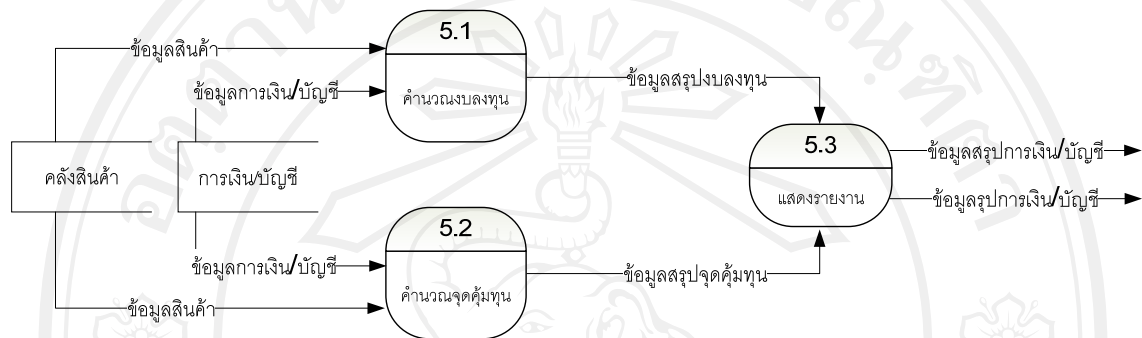 5.1
ข้อมูลสินค้า
ข้อมูลการเงิน/บัญชี
คำนวณงบลงทุน
ข้อมูลสรุปงบลงทุน
คลังสินค้า
การเงิน/บัญชี
5.3
แสดงรายงาน
ข้อมูลสรุปการเงิน/บัญชี
ข้อมูลรุปการเงิน/บัญชี
5.2
ข้อมูลการเงิน/บัญชี
ข้อมูลสินค้า
คำนวณจุดคุ้มทุน
ข้อมูลสรุปจุดคุ้มทุน